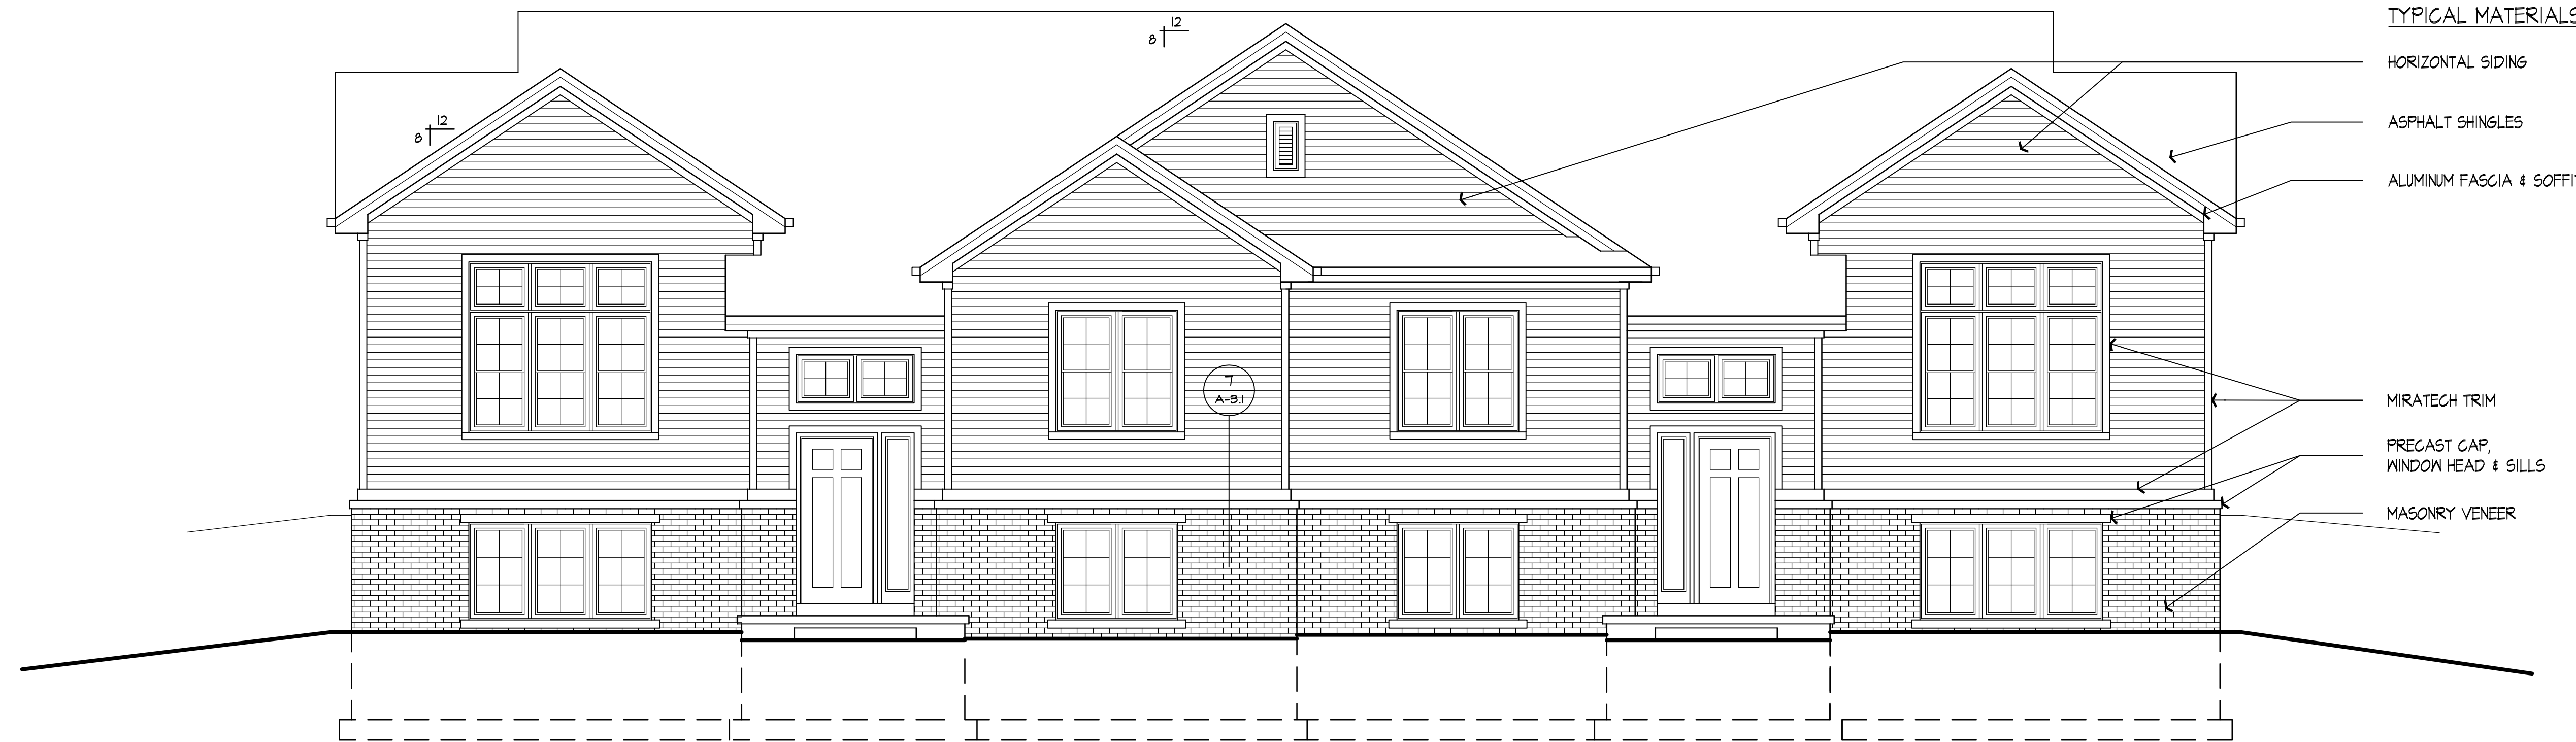 TYPICAL MATERIALS
12
8
HORIZONTAL SIDING
12
8
ASPHALT SHINGLES
ALUMINUM FASCIA & SOFFIT
7
A-3.1
MIRATECH TRIM
PRECAST CAP,
WINDOW HEAD & SILLS
MASONRY VENEER